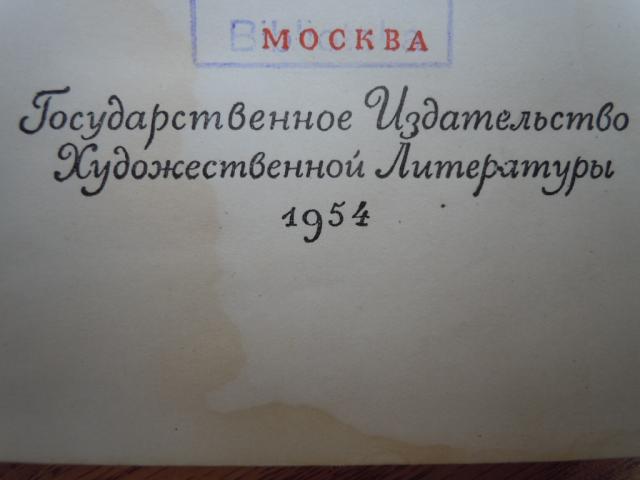 МОСКВА
Государственное Издательство
Художественной Литературы
1954